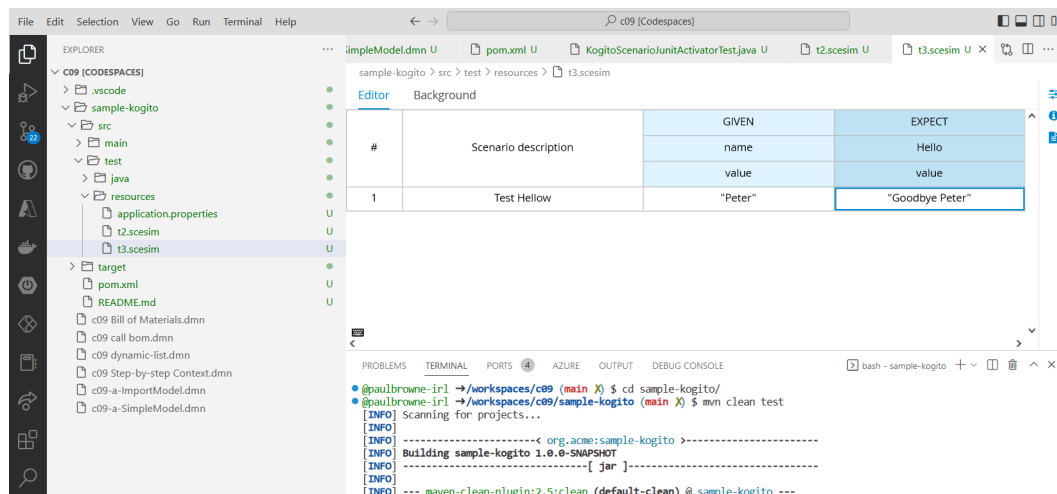 File Edit Selection View Go Run Terminal Help
c09 [Codespaces]
EXPLORER
C09 [CODESPACES]
.vscode
sample-kogito
src
main
test
java
resources
application.properties U
t2.scesim U
t3.scesim U
target
pom.xml U
README.md U
c09 Bill of Materials.dmn
c09 call bom.dmn
c09 dynamic-list.dmn
c09 Step-by-step Context.dmn
c09-a-ImportModel.dmn
c09-a-SimpleModel.dmn
22
impleModel.dmn U pom.xml U KogitoScenarioJunitActivatorTest.java U t2.scesim U t3.scesim U
sample-kogito > src > test > resources > t3.scesim
Editor Background
# Scenario description GIVEN EXPECT
name Hello
value value
1 Test Hellow "Peter" "Goodbye Peter"
PROBLEMS TERMINAL PORTS 4 AZURE OUTPUT DEBUG CONSOLE bash - sample-kogito
@paulbrowne-irl →/workspaces/c09 (main X) $ cd sample-kogito/
@paulbrowne-irl →/workspaces/c09/sample-kogito (main X) $ mvn clean test
[INFO] Scanning for projects...
[INFO]
[INFO] -----------------------< org.acme:sample-kogito >-----------------------
[INFO] Building sample-kogito 1.0.0-SNAPSHOT
[INFO] --------------------------------[ jar ]---------------------------------
[INFO]
[INFO] --- maven-clean-plugin:2.5:clean (default-clean) @ sample-kogito ---